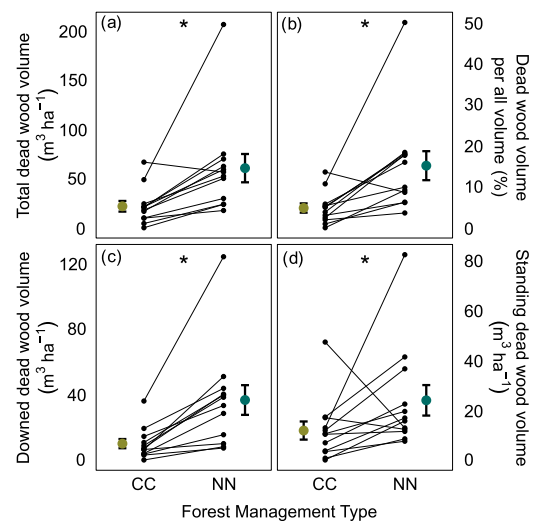 (a)
*
200
150
100
50
0
Total dead wood volume
(m³ ha⁻¹)
(b)
*
50
40
30
20
10
0
Dead wood volume
per all volume (%)
(c)
*
120
80
40
0
Downed dead wood volume
(m³ ha⁻¹)
(d)
*
80
60
40
20
0
Standing dead wood volume
(m³ ha⁻¹)
CC NN CC NN
Forest Management Type